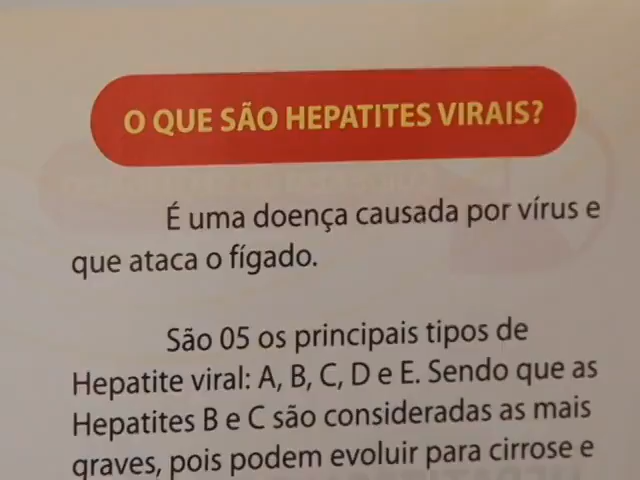 O QUE SÃO HEPATITES VIRAIS?
É uma doença causada por vírus e
que ataca o fígado.
São 05 os principais tipos de
Hepatite viral: A, B, C, D e E. Sendo que as
Hepatites B e C são consideradas as mais
graves, pois podem evoluir para cirrose e